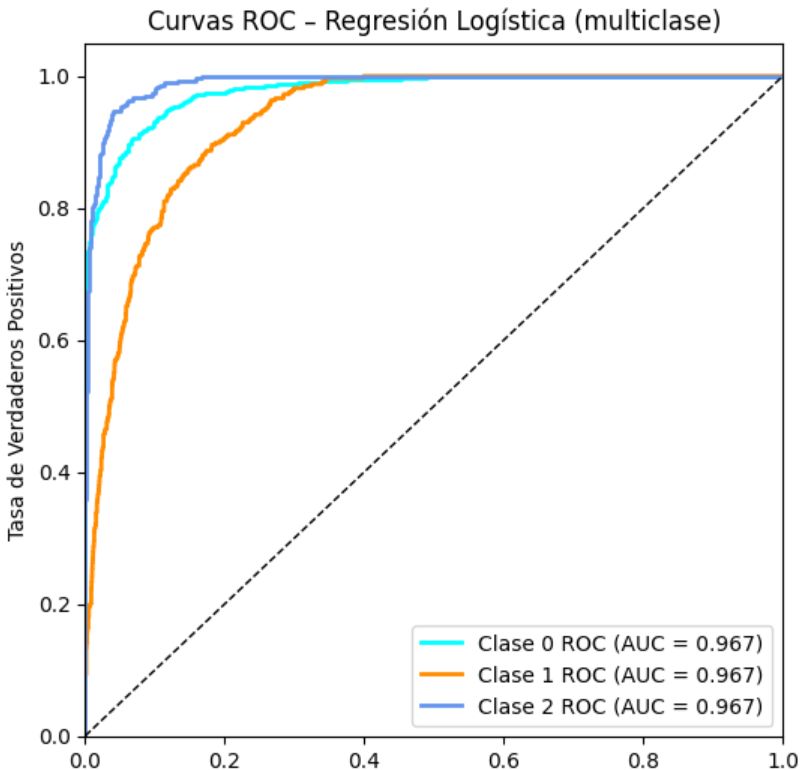 Curvas ROC – Regresión Logística (multiclase)
Tasa de Verdaderos Positivos
1.0
0.8
0.6
0.4
0.2
0.0
Clase 0 ROC (AUC = 0.967)
Clase 1 ROC (AUC = 0.967)
Clase 2 ROC (AUC = 0.967)
0.0 0.2 0.4 0.6 0.8 1.0